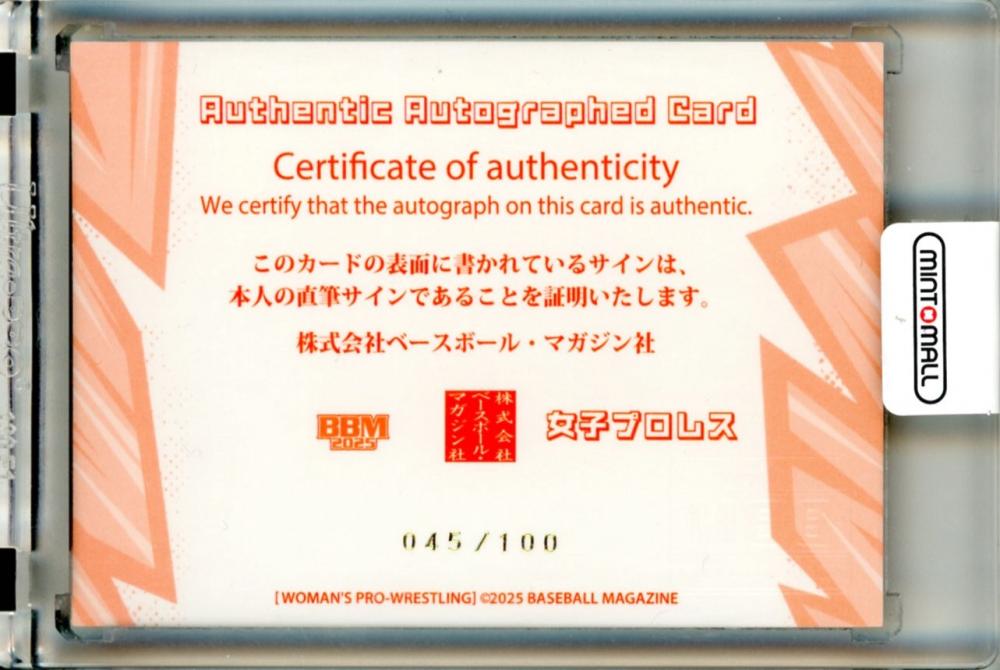 Authentic Autographed Card
Certificate of authenticity
We certify that the autograph on this card is authentic.
このカードの表面に書かれているサインは、
本人の直筆サインであることを証明いたします。
株式会社ベースボール・マガジン社
BBM
2025
株式会社
ベースボール・
マガジン社
女子プロレス
045/100
[WOMAN'S PRO-WRESTLING] ©2025 BASEBALL MAGAZINE
MINT MALL